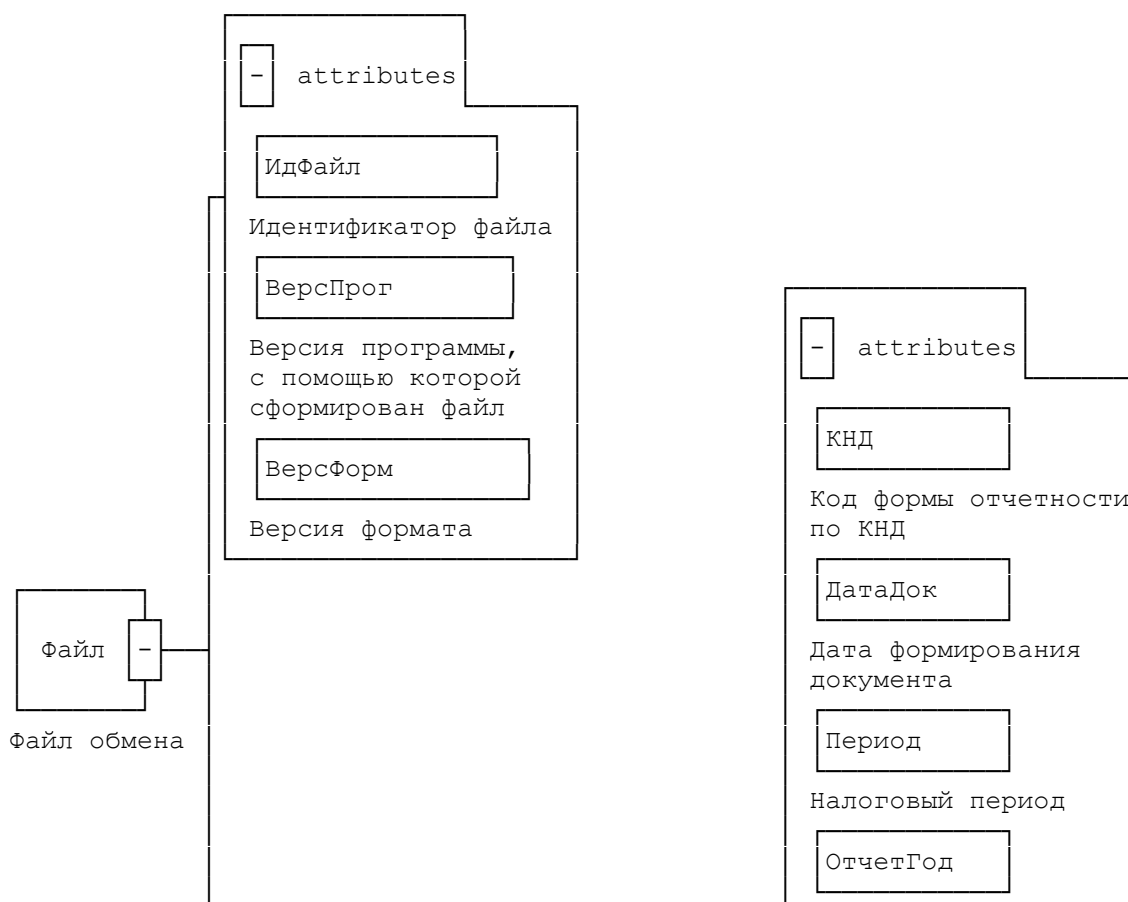 - attributes
ИдФайл
Идентификатор файла
ВерсПрог
Версия программы,
с помощью которой
сформирован файл
ВерсФорм
Версия формата
Файл -
Файл обмена
- attributes
КНД
Код формы отчетности
по КНД
ДатаДок
Дата формирования
документа
Период
Налоговый период
ОтчетГод